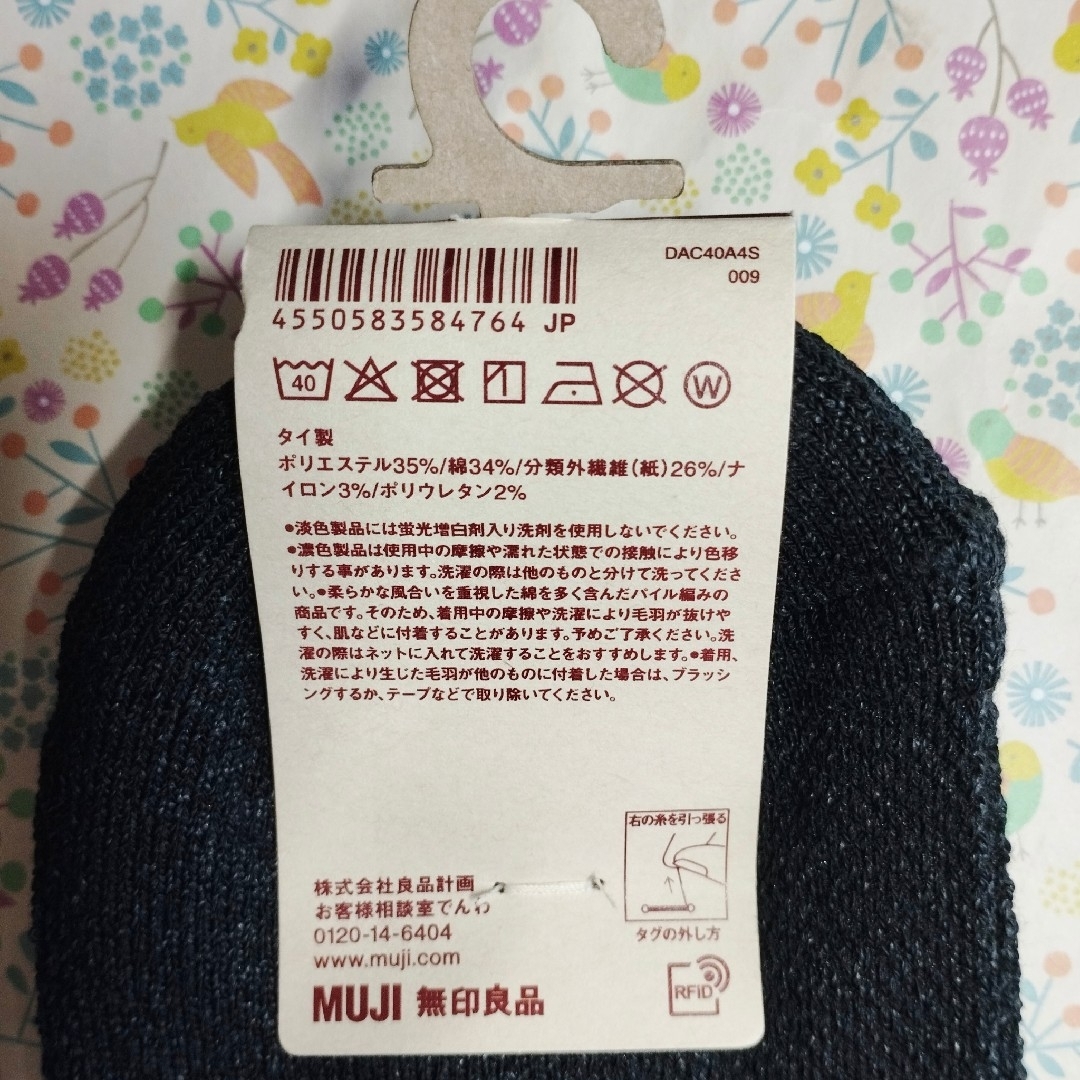 DAC40A4S
009
4550583584764 JP
40
W
タイ製
ポリエステル35%/綿34%/分類外繊維(紙)26%/ナ
イロン3%/ポリウレタン2%
●淡色製品には蛍光増白剤入り洗剤を使用しないでください。
●濃色製品は使用中の摩擦や濡れた状態での接触により色移
りする事があります。洗濯の際は他のものと分けて洗ってくださ
い。●柔らかな風合いを重視した綿を多く含んだパイル編みの
商品です。そのため、着用中の摩擦や洗濯により毛羽が抜けや
すく、肌などに付着することがあります。予めご了承ください。洗
濯の際はネットに入れて洗濯することをおすすめします。●着用、
洗濯により生じた毛羽が他のものに付着した場合は、ブラッシ
ングするか、テープなどで取り除いてください。
右の糸を引っ張る
タグの外し方
株式会社良品計画
お客様相談室でんわ
0120-14-6404
www.muji.com
MUJI 無印良品
RFID